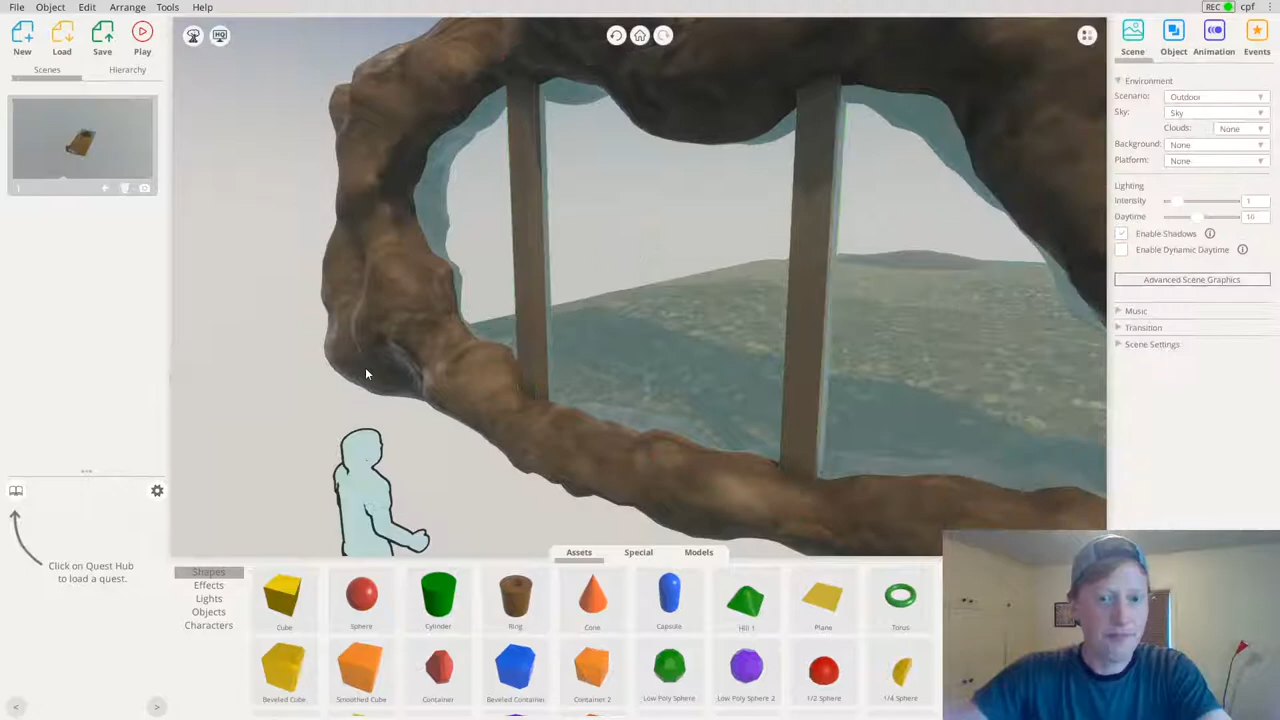 File Object Edit Arrange Tools Help REC cpf
New Load Save Play
Scenes Hierarchy
HQ
Scene Object Animation Events
Environment
Scenario: Outdoor
Sky: Sky
Clouds: None
Background: None
Platform: None
Lighting
Intensity 1
Daytime 10
Enable Shadows
Enable Dynamic Daytime
Advanced Scene Graphics
Music
Transition
Scene Settings
1
Click on Quest Hub
to load a quest.
Assets Special Models
Shapes
Effects
Lights
Objects
Characters
Cube Sphere Cylinder Ring Cone Capsule Hill 1 Plane Torus
Beveled Cube Smoothed Cube Container Beveled Container Container 2 Low Poly Sphere Low Poly Sphere 2 1/2 Sphere 1/4 Sphere